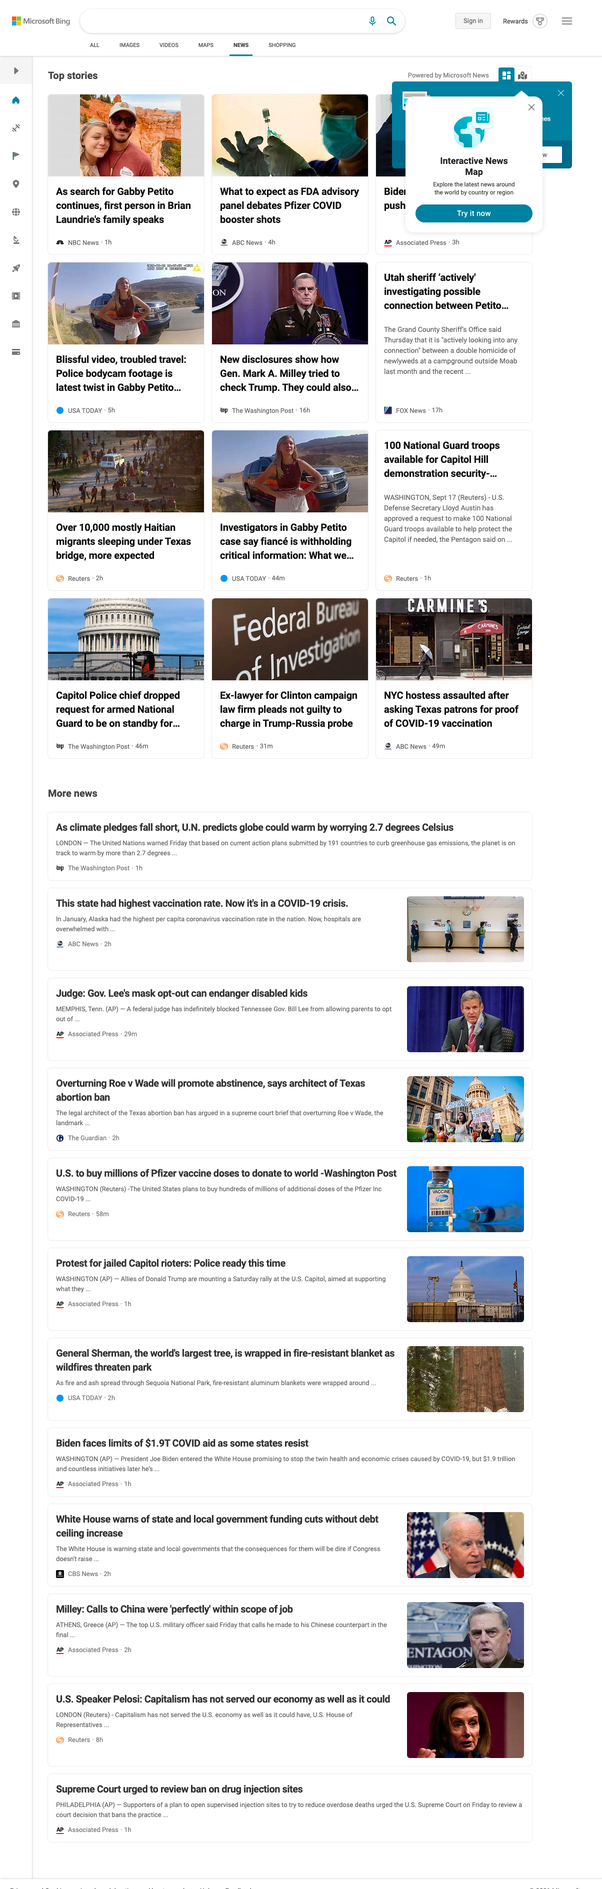 Microsoft Bing
Sign in
Rewards
ALL
IMAGES
VIDEOS
MAPS
NEWS
SHOPPING
Top stories
Powered by Microsoft News
Interactive News
Map
Explore the latest news around
the world by country or region
Try it now
As search for Gabby Petito
continues, first person in Brian
Laundrie's family speaks
NBC News · 1h
What to expect as FDA advisory
panel debates Pfizer COVID
booster shots
ABC News · 4h
Biden
push
AP Associated Press · 3h
Blissful video, troubled travel:
Police bodycam footage is
latest twist in Gabby Petito...
USA TODAY · 5h
New disclosures show how
Gen. Mark A. Milley tried to
check Trump. They could also...
wp The Washington Post · 16h
Utah sheriff 'actively'
investigating possible
connection between Petito...
The Grand County Sheriff's Office said
Thursday that it is "actively looking into any
connection" between a double homicide of
newlyweds at a campground outside Moab
last month and the recent ...
FOX News · 17h
Over 10,000 mostly Haitian
migrants sleeping under Texas
bridge, more expected
Reuters · 2h
Investigators in Gabby Petito
case say fiancé is withholding
critical information: What we...
USA TODAY · 44m
100 National Guard troops
available for Capitol Hill
demonstration security-...
WASHINGTON, Sept 17 (Reuters) - U.S.
Defense Secretary Lloyd Austin has
approved a request to make 100 National
Guard troops available to help protect the
Capitol if needed, the Pentagon said on ...
Reuters · 1h
Capitol Police chief dropped
request for armed National
Guard to be on standby for...
wp The Washington Post · 46m
Federal Bureau
of Investigation
Ex-lawyer for Clinton campaign
law firm pleads not guilty to
charge in Trump-Russia probe
Reuters · 31m
CARMINE'S
NYC hostess assaulted after
asking Texas patrons for proof
of COVID-19 vaccination
ABC News · 49m
More news
As climate pledges fall short, U.N. predicts globe could warm by worrying 2.7 degrees Celsius
LONDON — The United Nations warned Friday that based on current action plans submitted by 191 countries to curb greenhouse gas emissions, the planet is on
track to warm by more than 2.7 degrees ...
wp The Washington Post · 1h
This state had highest vaccination rate. Now it's in a COVID-19 crisis.
In January, Alaska had the highest per capita coronavirus vaccination rate in the nation. Now, hospitals are
overwhelmed with ...
ABC News · 2h
Judge: Gov. Lee's mask opt-out can endanger disabled kids
MEMPHIS, Tenn. (AP) — A federal judge has indefinitely blocked Tennessee Gov. Bill Lee from allowing parents to opt
out of ...
AP Associated Press · 29m
Overturning Roe v Wade will promote abstinence, says architect of Texas
abortion ban
The legal architect of the Texas abortion ban has argued in a supreme court brief that overturning Roe v Wade, the
landmark ...
The Guardian · 2h
U.S. to buy millions of Pfizer vaccine doses to donate to world -Washington Post
WASHINGTON (Reuters) -The United States plans to buy hundreds of millions of additional doses of the Pfizer Inc
COVID-19 ...
Reuters · 58m
VACCINE
Protest for jailed Capitol rioters: Police ready this time
WASHINGTON (AP) — Allies of Donald Trump are mounting a Saturday rally at the U.S. Capitol, aimed at supporting
what they ...
AP Associated Press · 1h
General Sherman, the world's largest tree, is wrapped in fire-resistant blanket as
wildfires threaten park
As fire and ash spread through Sequoia National Park, fire-resistant aluminum blankets were wrapped around ...
USA TODAY · 2h
Biden faces limits of $1.9T COVID aid as some states resist
WASHINGTON (AP) — President Joe Biden entered the White House promising to stop the twin health and economic crises caused by COVID-19, but $1.9 trillion
and countless initiatives later he's ...
AP Associated Press · 1h
White House warns of state and local government funding cuts without debt
ceiling increase
The White House is warning state and local governments that the consequences for them will be dire if Congress
doesn't raise ...
CBS News · 2h
Milley: Calls to China were 'perfectly' within scope of job
ATHENS, Greece (AP) — The top U.S. military officer said Friday that calls he made to his Chinese counterpart in the
final ...
AP Associated Press · 2h
ENTAGON
U.S. Speaker Pelosi: Capitalism has not served our economy as well as it could
LONDON (Reuters) - Capitalism has not served the U.S. economy as well as it could have, U.S. House of
Representatives ...
Reuters · 8h
Supreme Court urged to review ban on drug injection sites
PHILADELPHIA (AP) — Supporters of a plan to open supervised injection sites to try to reduce overdose deaths urged the U.S. Supreme Court on Friday to review a
court decision that bans the practice ...
AP Associated Press · 1h